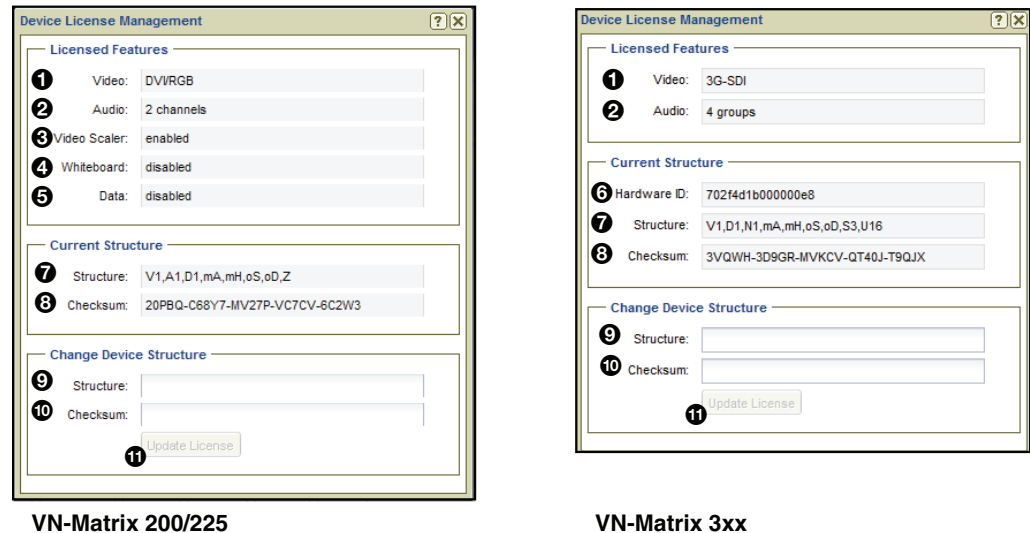 Device License Management ? X
Licensed Features
1 Video: DVI/RGB
2 Audio: 2 channels
3 Video Scaler: enabled
4 Whiteboard: disabled
5 Data: disabled
Current Structure
7 Structure: V1,A1,D1,mA,mH,oS,oD,Z
8 Checksum: 20PBQ-C68Y7-MV27P-VC7CV-6C2W3
Change Device Structure
9 Structure:
10 Checksum:
11 Update License
VN-Matrix 200/225
Device License Management ? X
Licensed Features
1 Video: 3G-SDI
2 Audio: 4 groups
Current Structure
6 Hardware ID: 702f4d1b000000e8
7 Structure: V1,D1,N1,mA,mH,oS,oD,S3,U16
8 Checksum: 3VQWH-3D9GR-MVKCV-QT40J-T9QJX
Change Device Structure
9 Structure:
10 Checksum:
11 Update License
VN-Matrix 3xx